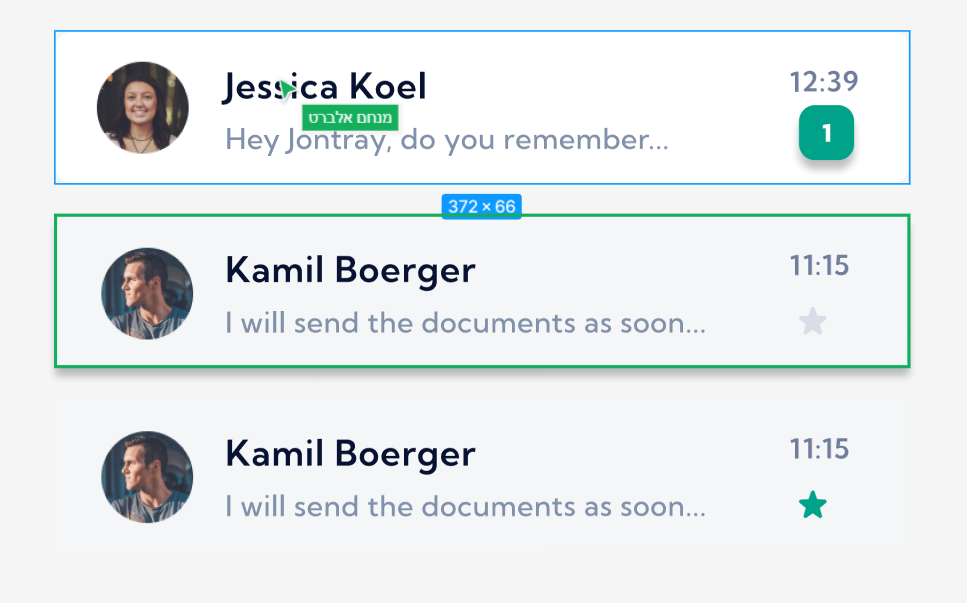 Jessica Koel
12:39
מנחם אלברט
Hey Jontray, do you remember...
1
372 × 66
Kamil Boerger
11:15
I will send the documents as soon...
Kamil Boerger
11:15
I will send the documents as soon...